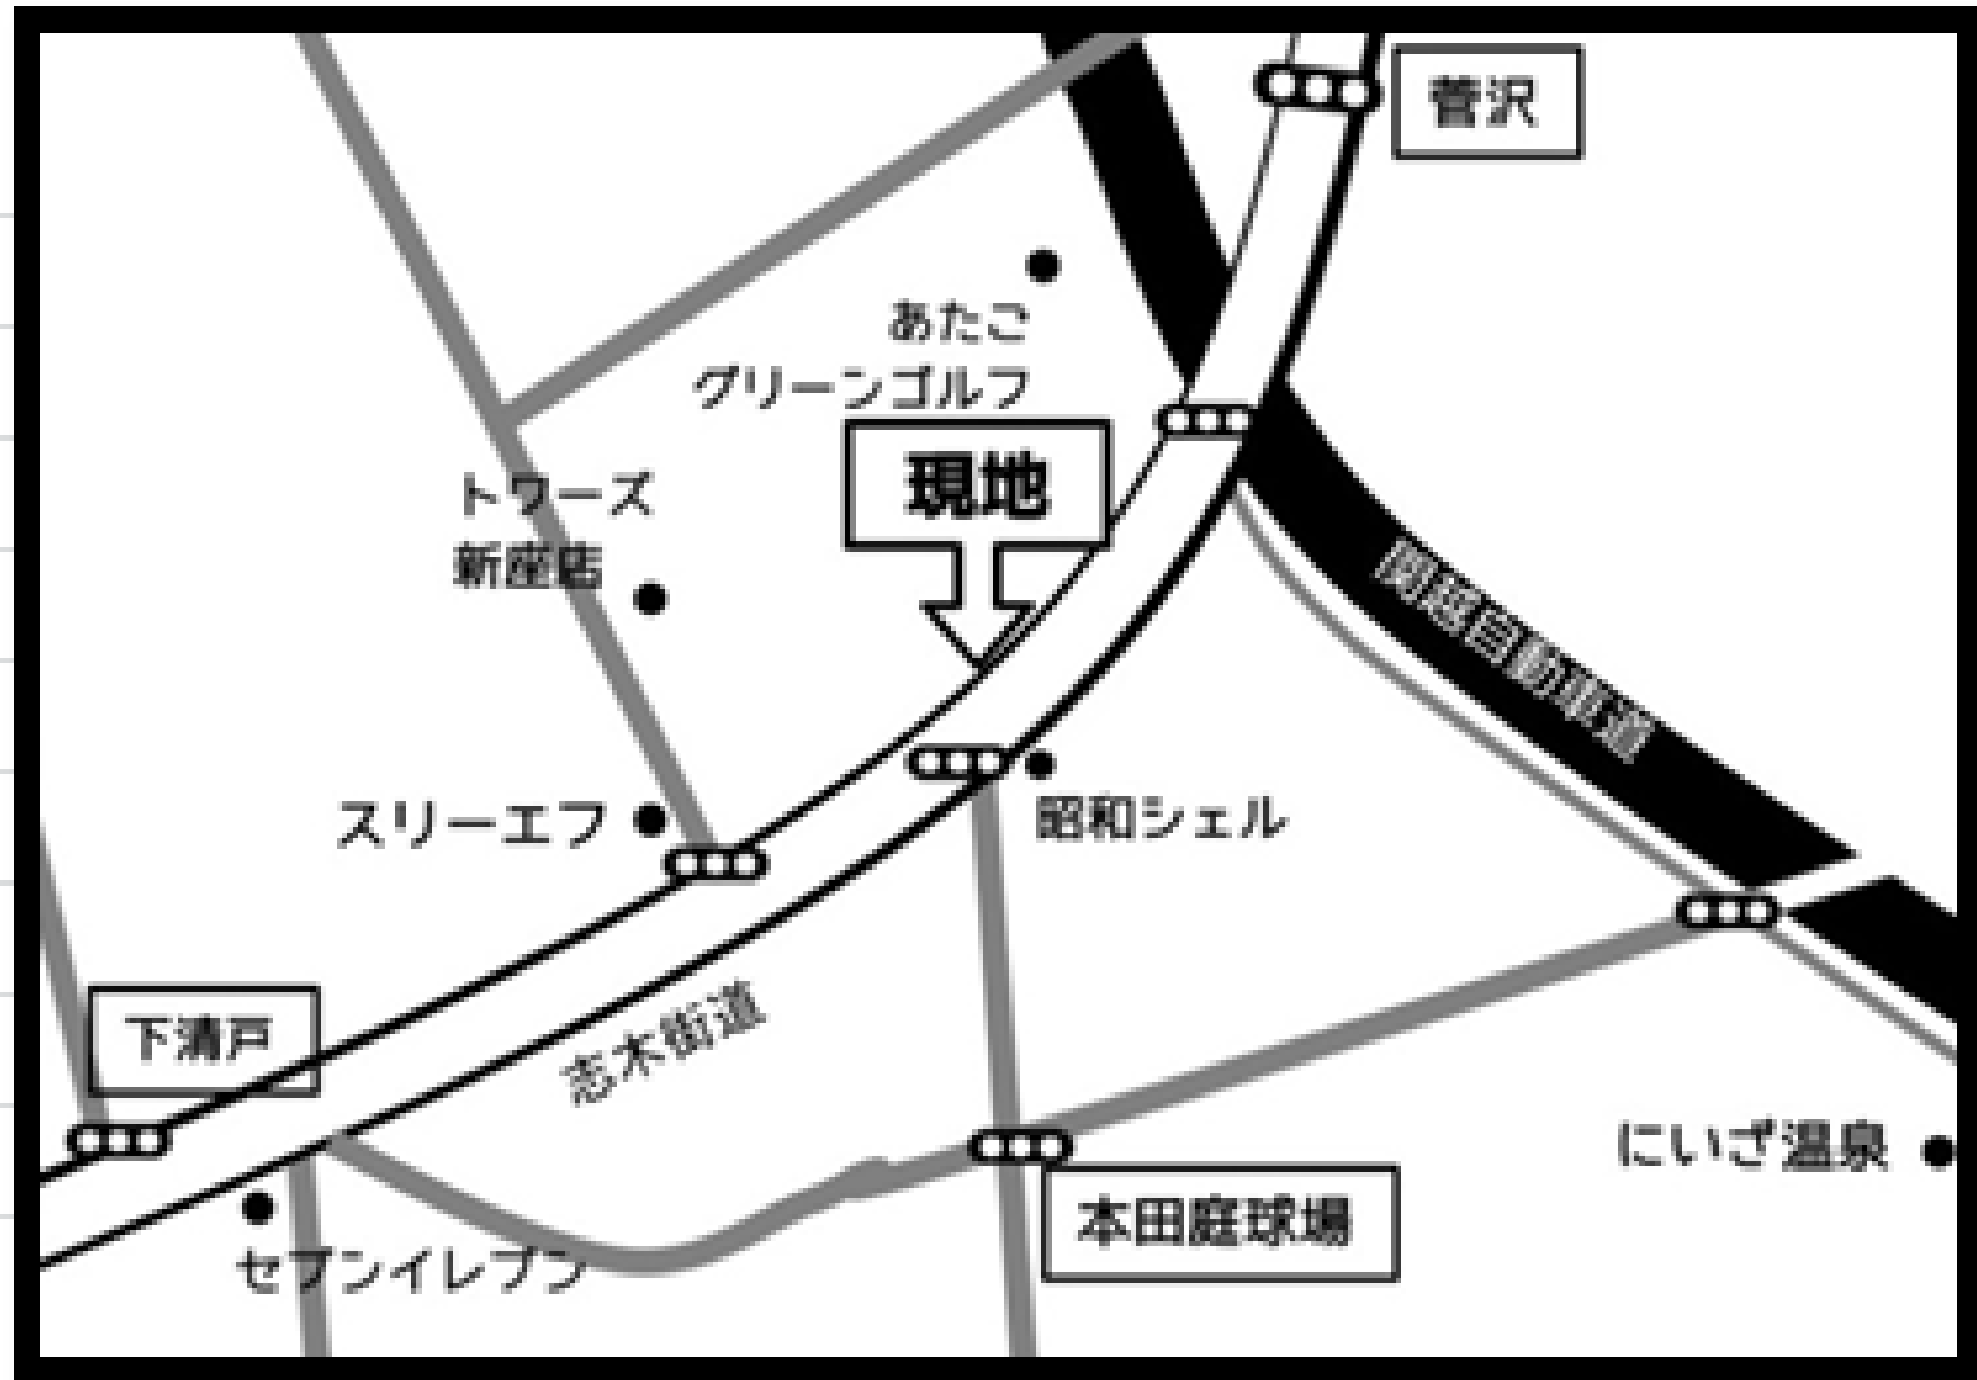 菅沢
あたご
グリーンゴルフ
現地
トフーズ
新座店
関越自動車道
スリーエフ
昭和シェル
下清戸
志木街道
にいざ温泉
本田庭球場
セブンイレブン